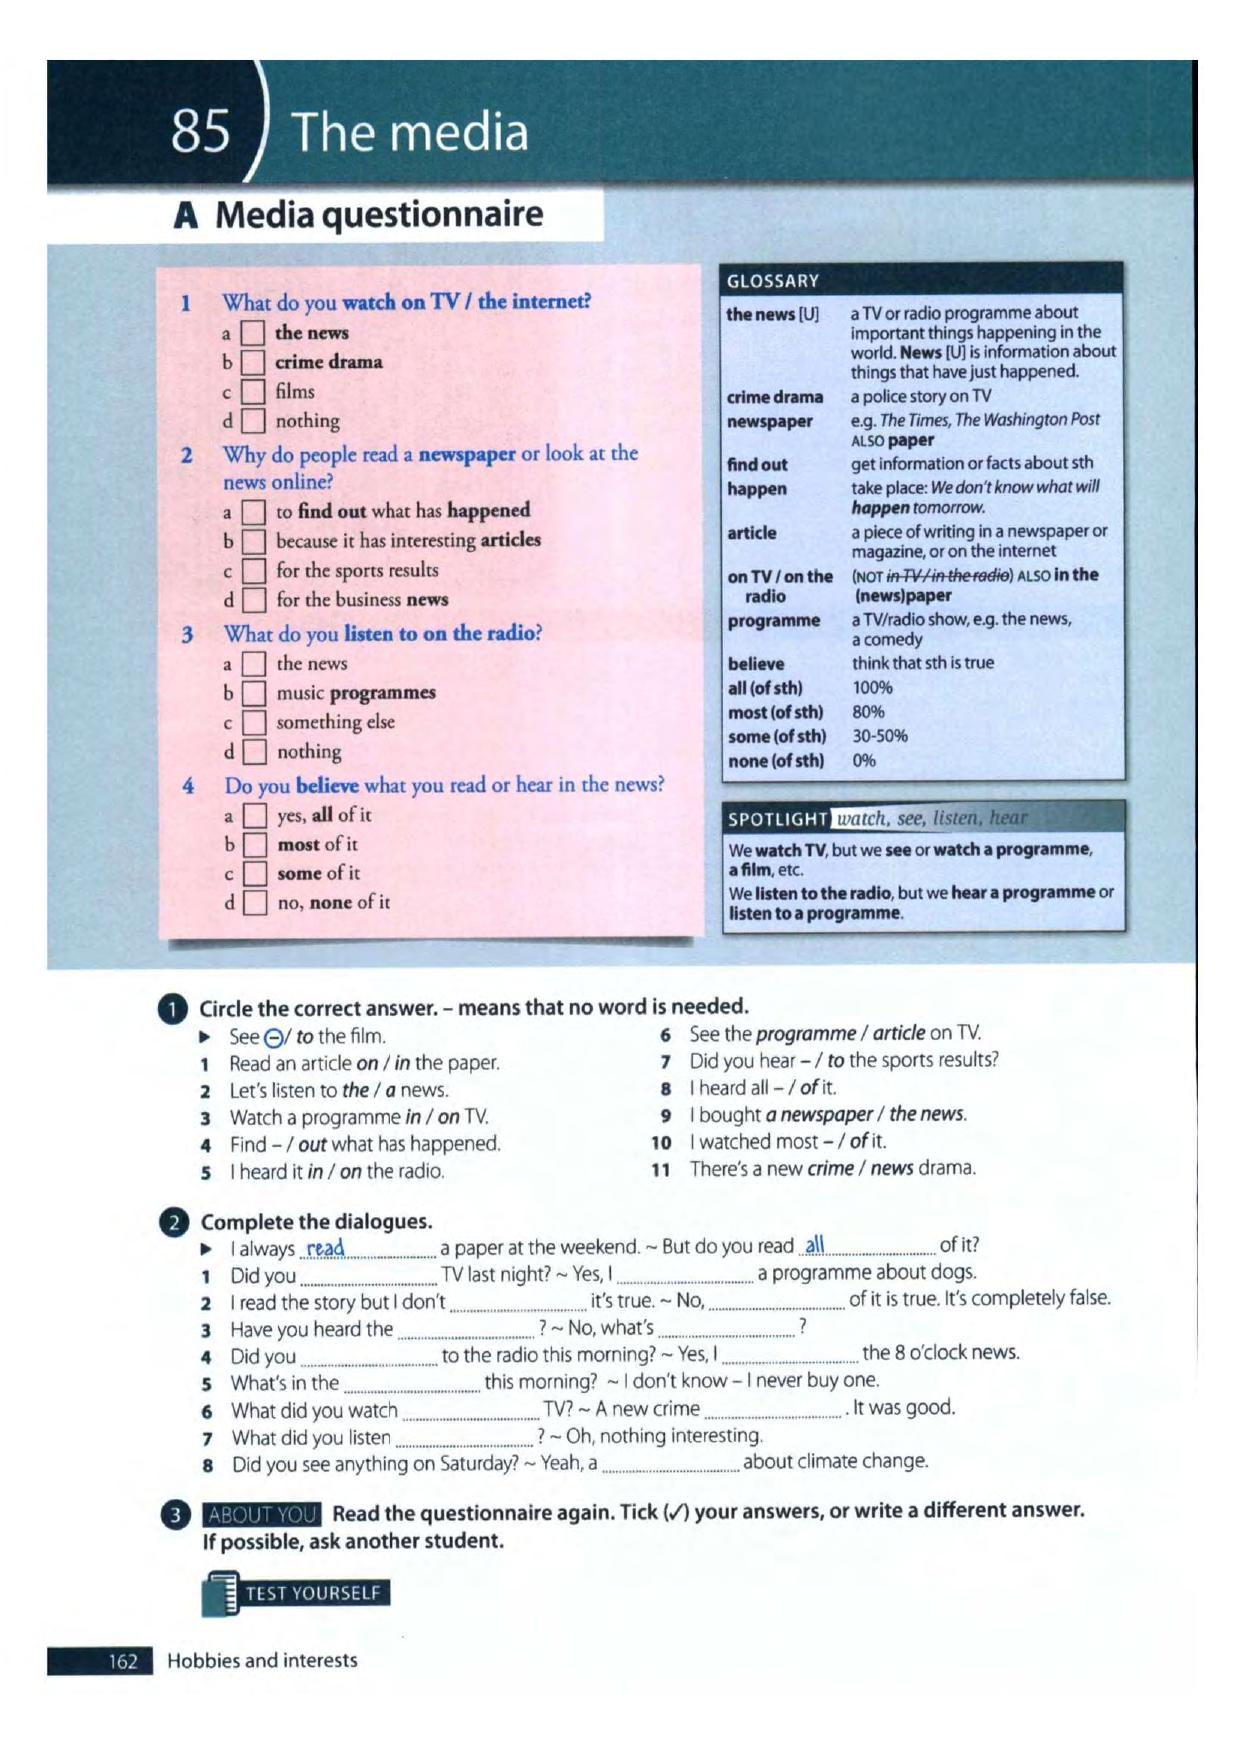 85 The media
A Media questionnaire
1 What do you watch on TV / the internet?
a the news
b crime drama
c films
d nothing
2 Why do people read a newspaper or look at the
news online?
a to find out what has happened
b because it has interesting articles
c for the sports results
d for the business news
3 What do you listen to on the radio?
a the news
b music programmes
c something else
d nothing
4 Do you believe what you read or hear in the news?
a yes, all of it
b most of it
c some of it
d no, none of it
GLOSSARY
the news [U] a TV or radio programme about
important things happening in the
world. News [U] is information about
things that have just happened.
crime drama a police story on TV
newspaper e.g. The Times, The Washington Post
ALSO paper
find out get information or facts about sth
happen take place: We don't know what will
happen tomorrow.
article a piece of writing in a newspaper or
magazine, or on the internet
on TV / on the (NOT in TV / in the radio) ALSO in the
radio (news)paper
programme a TV/radio show, e.g. the news,
a comedy
believe think that sth is true
all (of sth) 100%
most (of sth) 80%
some (of sth) 30-50%
none (of sth) 0%
SPOTLIGHT watch, see, listen, hear
We watch TV, but we see or watch a programme,
a film, etc.
We listen to the radio, but we hear a programme or
listen to a programme.
1 Circle the correct answer. – means that no word is needed.
► See – / to the film.
1 Read an article on / in the paper.
2 Let's listen to the / a news.
3 Watch a programme in / on TV.
4 Find – / out what has happened.
5 I heard it in / on the radio.
6 See the programme / article on TV.
7 Did you hear – / to the sports results?
8 I heard all – / of it.
9 I bought a newspaper / the news.
10 I watched most – / of it.
11 There's a new crime / news drama.
2 Complete the dialogues.
► I always read a paper at the weekend. ~ But do you read all of it?
1 Did you ............ TV last night? ~ Yes, I ............ a programme about dogs.
2 I read the story but I don't ............ it's true. ~ No, ............ of it is true. It's completely false.
3 Have you heard the ............ ? ~ No, what's ............ ?
4 Did you ............ to the radio this morning? ~ Yes, I ............ the 8 o'clock news.
5 What's in the ............ this morning? ~ I don't know – I never buy one.
6 What did you watch ............ TV? ~ A new crime ............ . It was good.
7 What did you listen ............ ? ~ Oh, nothing interesting.
8 Did you see anything on Saturday? ~ Yeah, a ............ about climate change.
3 ABOUT YOU Read the questionnaire again. Tick (✓) your answers, or write a different answer.
If possible, ask another student.
TEST YOURSELF
162 Hobbies and interests